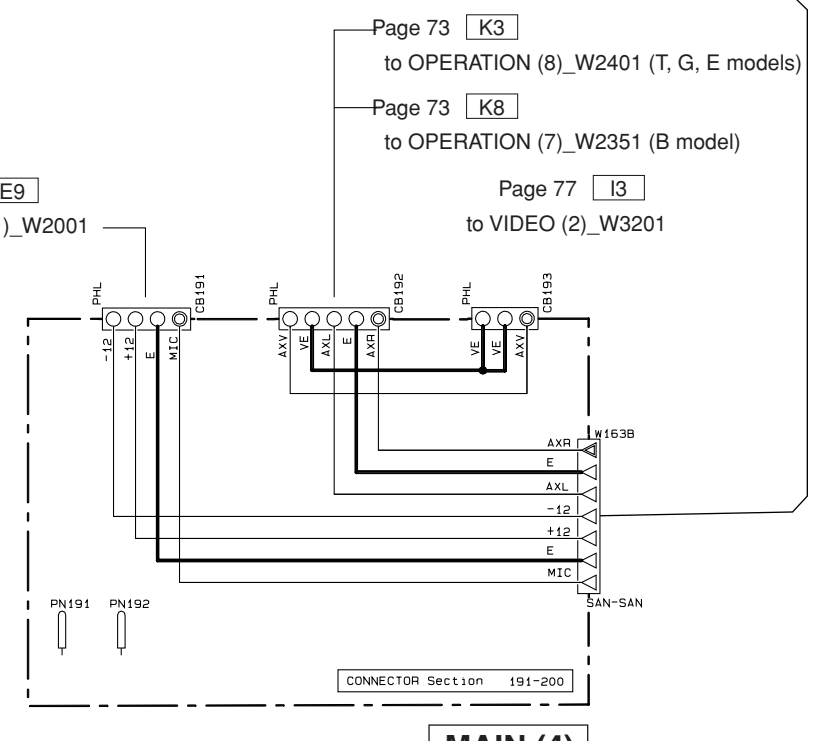 Page 73 K3
to OPERATION (8)_W2401 (T, G, E models)
Page 73 K8
to OPERATION (7)_W2351 (B model)
E9
Page 77 I3
)_W2001
to VIDEO (2)_W3201
PHL
CB191
PHL
CB192
PHL
CB193
-12
+12
E
MIC
AXV
VE
AXL
E
AXR
VE
VE
AXV
W163B
AXR
E
AXL
-12
+12
E
MIC
SAN-SAN
PN191
PN192
CONNECTOR Section 191-200
MAIN (4)